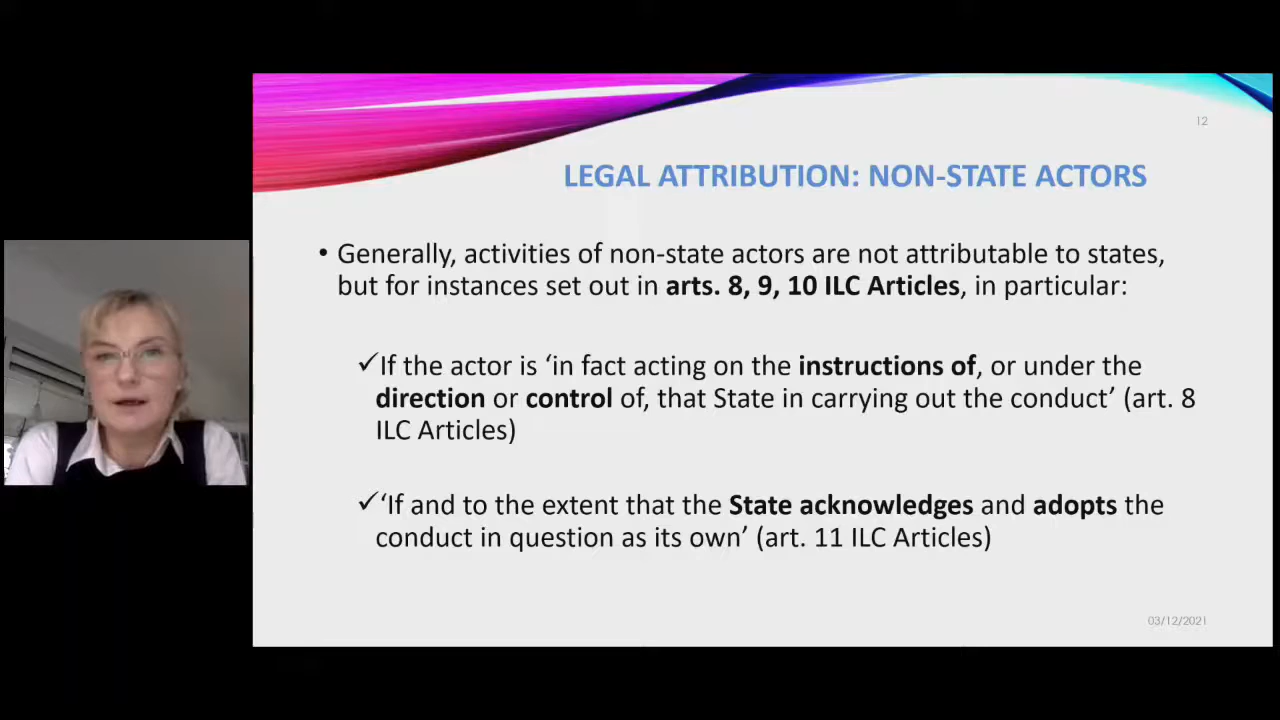 12
LEGAL ATTRIBUTION: NON-STATE ACTORS
• Generally, activities of non-state actors are not attributable to states,
but for instances set out in arts. 8, 9, 10 ILC Articles, in particular:
✓If the actor is ‘in fact acting on the instructions of, or under the
direction or control of, that State in carrying out the conduct’ (art. 8
ILC Articles)
✓‘If and to the extent that the State acknowledges and adopts the
conduct in question as its own’ (art. 11 ILC Articles)
03/12/2021